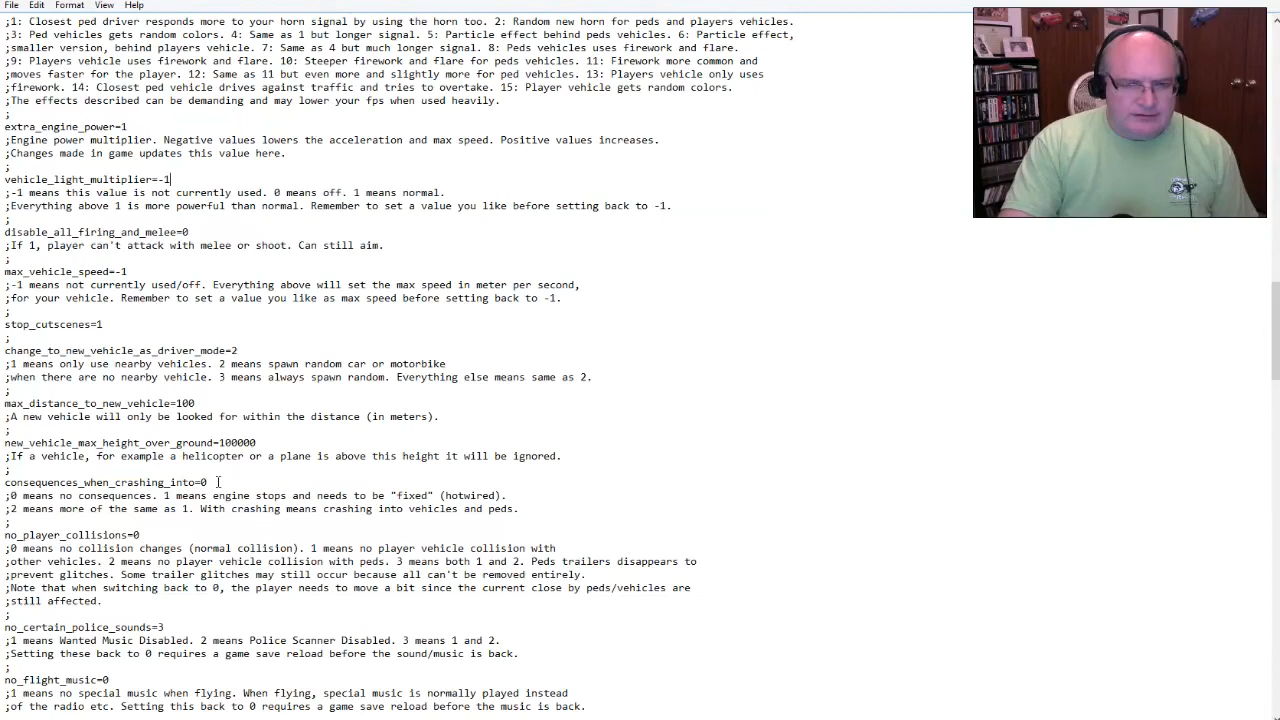 File Edit Format View Help
;1: Closest ped driver responds more to your horn signal by using their horn. 2: Random new horn for peds and players vehicles.
;3: Ped vehicles gets random colors. 4: Same as 1 but longer signal. 5: Particle effect behind peds vehicles. 6: Particle effect,
;smaller version, behind players vehicle. 7: Same as 4 but much longer signal. 8: Peds vehicles uses firework and flare.
;9: Players vehicle uses firework and flare. 10: Steeper firework and flare for peds vehicles. 11: Firework more common and
;moves faster for the player. 12: Same as 11 but even more and slightly more for ped vehicles. 13: Players vehicle only uses
;firework. 14: Closest ped vehicle drives against traffic and tries to overtake. 15: Player vehicle gets random colors.
;The effects described can be demanding and may lower your fps when used heavily.
;
extra_engine_power=1
;Engine power multiplier. Negative values lowers the acceleration and max speed. Positive values increases.
;Changes made in game updates this value here.
;
vehicle_light_multiplier=-1
;-1 means this value is not currently used. 0 means off. 1 means normal.
;Everything above 1 is more powerful than normal. Remember to set a value you like before setting back to -1.
;
disable_all_firing_and_melee=0
;If 1, player can't attack with melee or shoot. Can still aim.
;
max_vehicle_speed=-1
;-1 means not currently used/off. Everything above will set the max speed in meter per second,
;for your vehicle. Remember to set a value you like as max speed before setting back to -1.
;
stop_cutscenes=1
;
change_to_new_vehicle_as_driver_mode=2
;1 means only use nearby vehicles. 2 means spawn random car or motorbike
;when there are no nearby vehicle. 3 means always spawn random. Everything else means same as 2.
;
max_distance_to_new_vehicle=100
;A new vehicle will only be looked for within the distance (in meters).
;
new_vehicle_max_height_over_ground=100000
;If a vehicle, for example a helicopter or a plane is above this height it will be ignored.
;
consequences_when_crashing_into=0
;0 means no consequences. 1 means engine stops and needs to be "fixed" (hotwired).
;2 means more of the same as 1. With crashing means crashing into vehicles and peds.
;
no_player_collisions=0
;0 means no collision changes (normal collision). 1 means no player vehicle collision with
;other vehicles. 2 means no player vehicle collision with peds. 3 means both 1 and 2. Peds trailers disappears to
;prevent glitches. Some trailer glitches may still occur because all can't be removed entirely.
;Note that when switching back to 0, the player needs to move a bit since the current close by peds/vehicles are
;still affected.
;
no_certain_police_sounds=3
;1 means Wanted Music Disabled. 2 means Police Scanner Disabled. 3 means 1 and 2.
;Setting these back to 0 requires a game save reload before the sound/music is back.
;
no_flight_music=0
;1 means no special music when flying. When flying, special music is normally played instead
;of the radio etc. Setting this back to 0 requires a game save reload before the music is back.